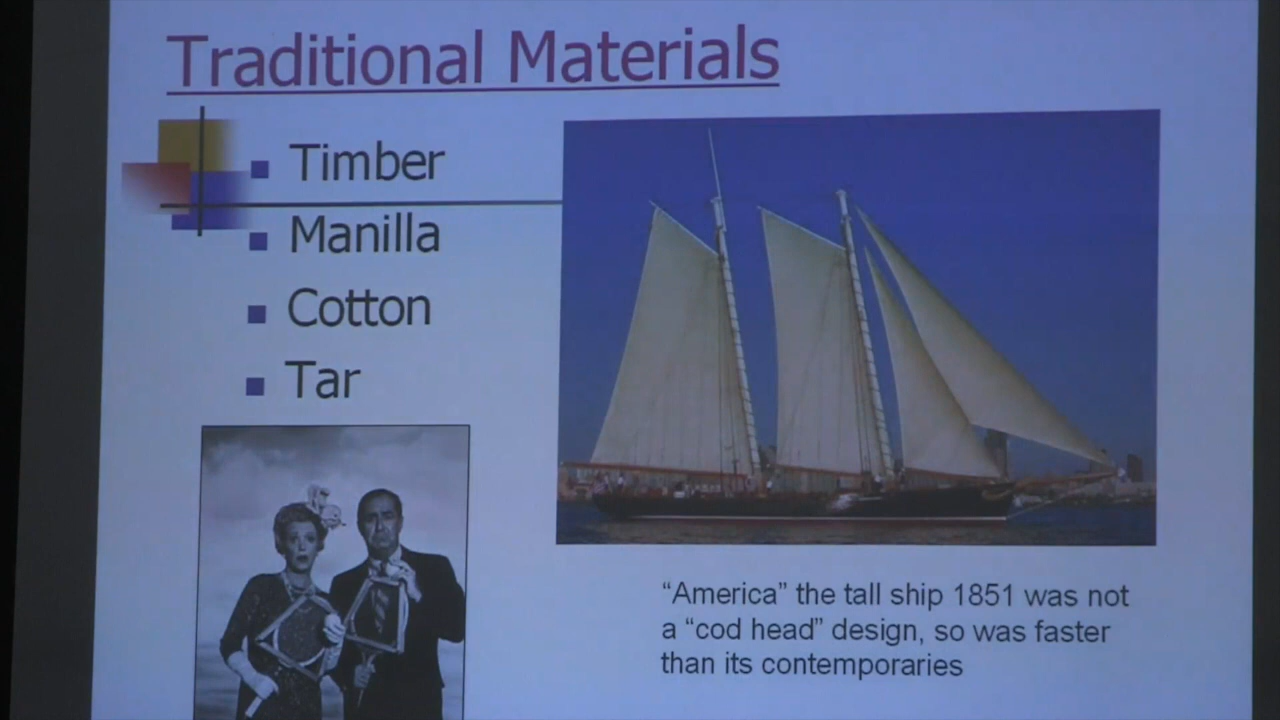 Traditional Materials
Timber
Manilla
Cotton
Tar
“America” the tall ship 1851 was not
a “cod head” design, so was faster
than its contemporaries